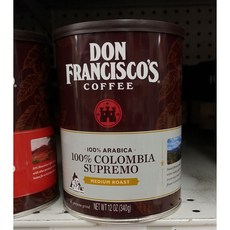 DON
FRANCISCO'S
COFFEE
100% ARABICA
100% COLOMBIA
SUPREMO
MEDIUM ROAST
NET WT 12 OZ (340g)